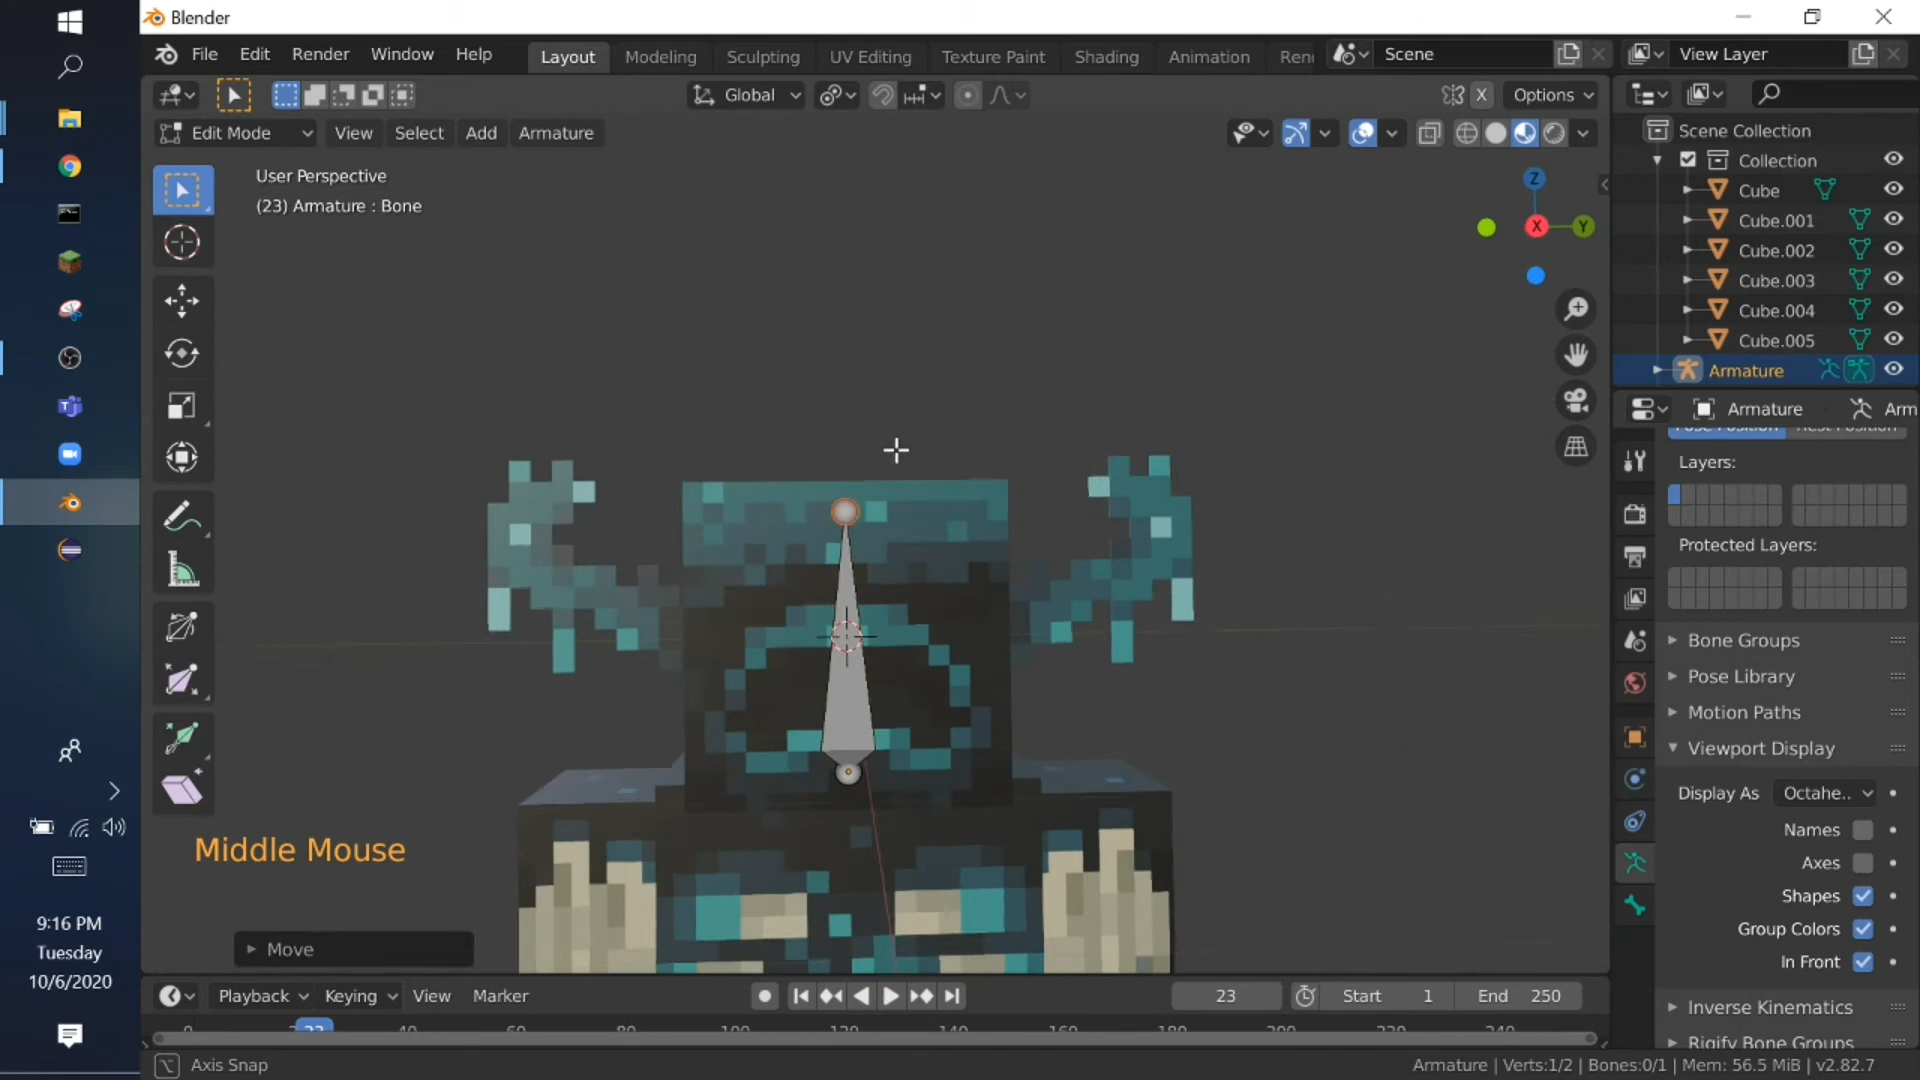 Blender
File Edit Render Window Help
Layout Modeling Sculpting UV Editing Texture Paint Shading Animation Ren
Scene
View Layer
Global
X Options
Edit Mode View Select Add Armature
User Perspective
(23) Armature : Bone
Z
X
Y
Scene Collection
Collection
Cube
Cube.001
Cube.002
Cube.003
Cube.004
Cube.005
Armature
Armature Arm
Layers:
Protected Layers:
Bone Groups
Pose Library
Motion Paths
Viewport Display
Display As Octahe..
Names
Axes
Shapes
Group Colors
In Front
Inverse Kinematics
Rigify Bone Groups
Middle Mouse
Move
Playback Keying View Marker
23
Start 1
End 250
Axis Snap
Armature | Verts:1/2 | Bones:0/1 | Mem: 56.5 MiB | v2.82.7
9:16 PM
Tuesday
10/6/2020